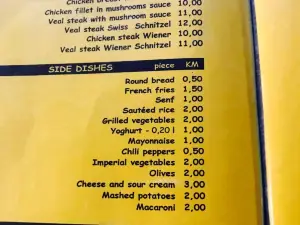 10,00
Chicken fillet in mushrooms sauce 10,00
Veal steak with mushroom sauce 11,00
Veal steak Swiss Schnitzel 12,00
Chicken steak Wiener 10,00
Veal steak Wiener Schnitzel 11,00
SIDE DISHES piece KM
Round bread 0,50
French fries 1,50
Senf 1,00
Sautéed rice 2,00
Grilled vegetables 2,00
Yoghurt - 0,20 l 1,00
Mayonnaise 1,00
Chili peppers 0,50
Imperial vegetables 2,00
Olives 2,00
Cheese and sour cream 3,00
Mashed potatoes 2,00
Macaroni 2,00